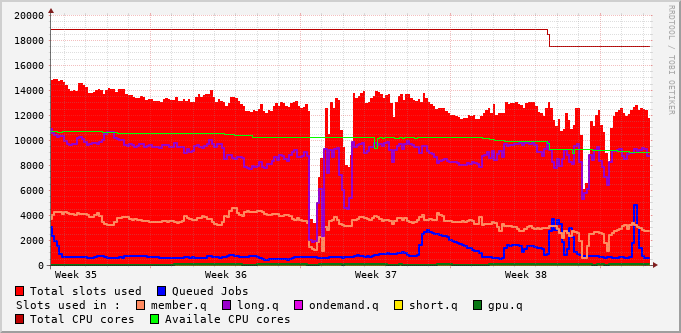 20000
18000
16000
14000
12000
10000
8000
6000
4000
2000
0
Week 35 Week 36 Week 37 Week 38
Total slots used Queued Jobs
Slots used in : member.q long.q ondemand.q short.q gpu.q
Total CPU cores Availale CPU cores
RRDTOOL / TOBI OETIKER